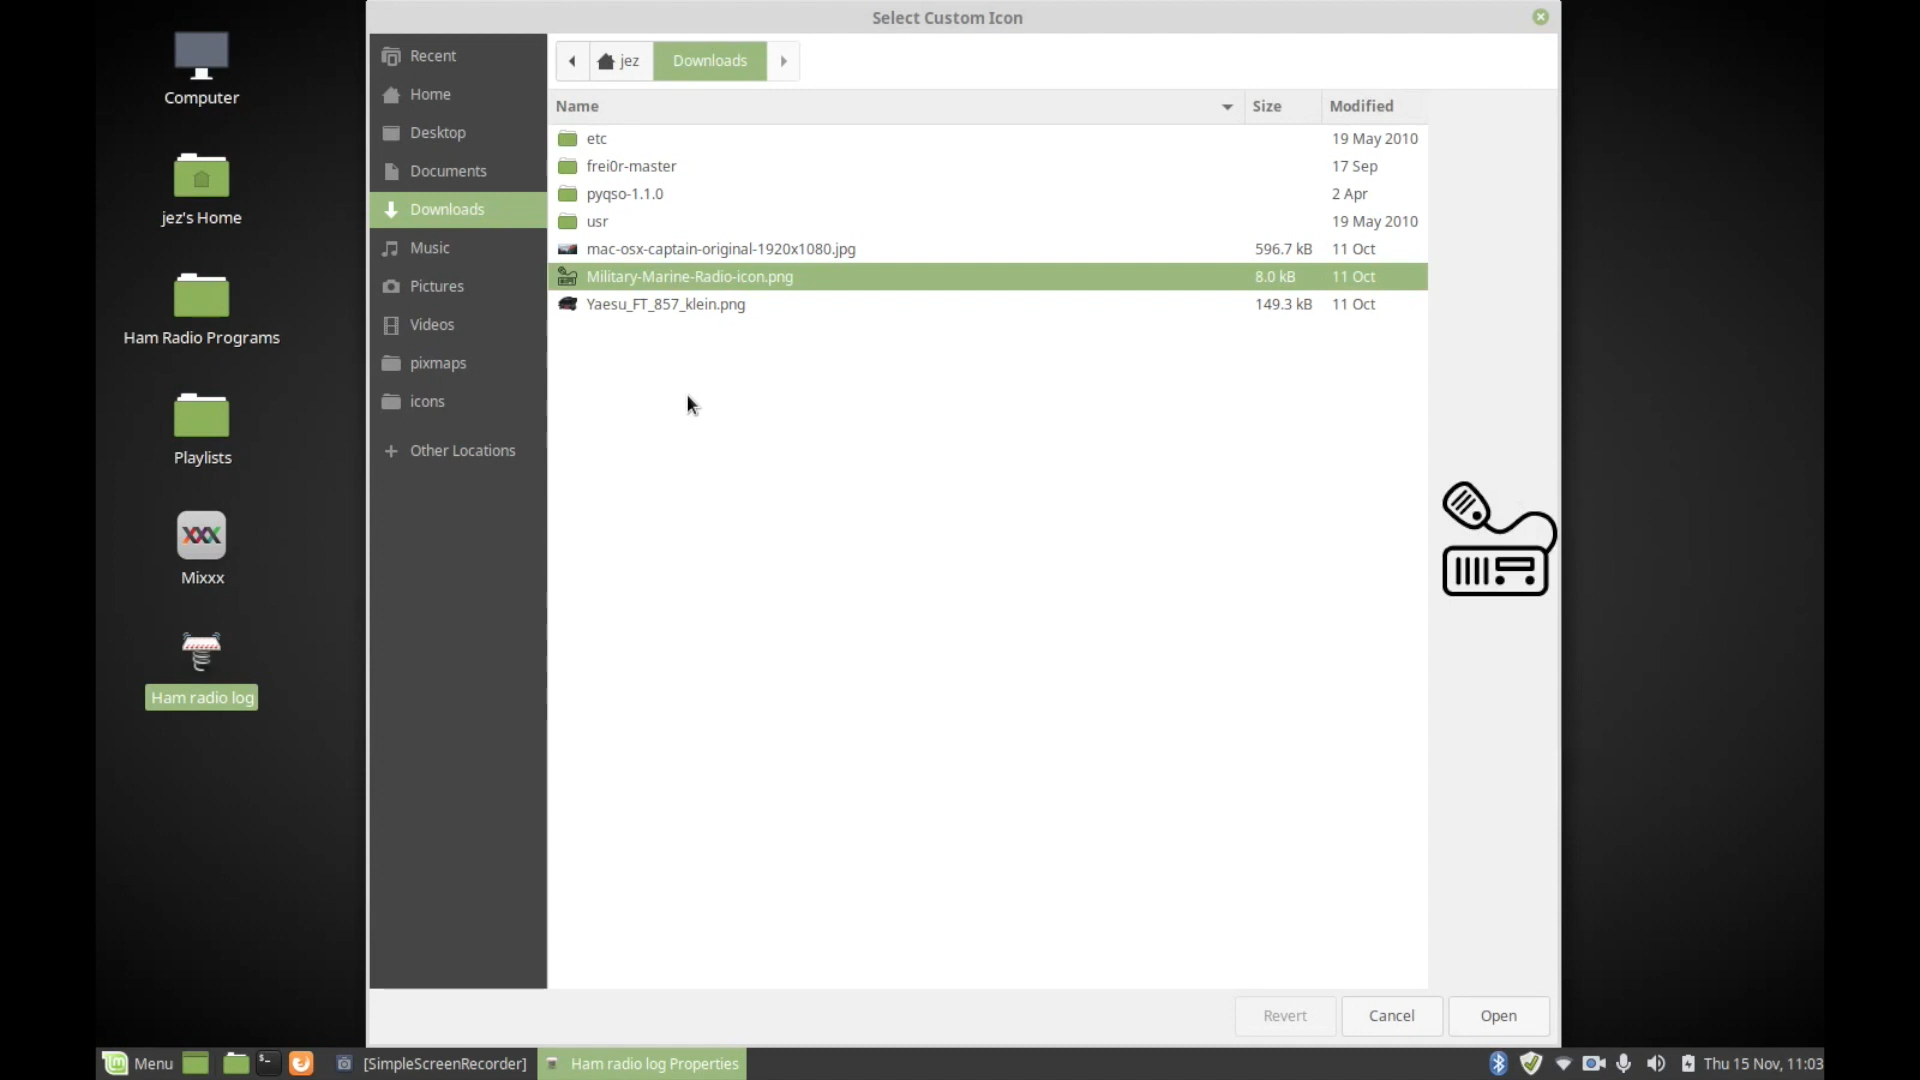 Select Custom Icon
Computer
jez's Home
Ham Radio Programs
Playlists
XXX
Mixxx
Ham radio log
Recent
Home
Desktop
Documents
Downloads
Music
Pictures
Videos
pixmaps
icons
+ Other Locations
jez Downloads
Name Size Modified
etc 19 May 2010
frei0r-master 17 Sep
pyqso-1.1.0 2 Apr
usr 19 May 2010
mac-osx-captain-original-1920x1080.jpg 596.7 kB 11 Oct
Military-Marine-Radio-icon.png 8.0 kB 11 Oct
Yaesu_FT_857_klein.png 149.3 kB 11 Oct
Revert Cancel Open
Menu [SimpleScreenRecorder] Ham radio log Properties Thu 15 Nov, 11:03